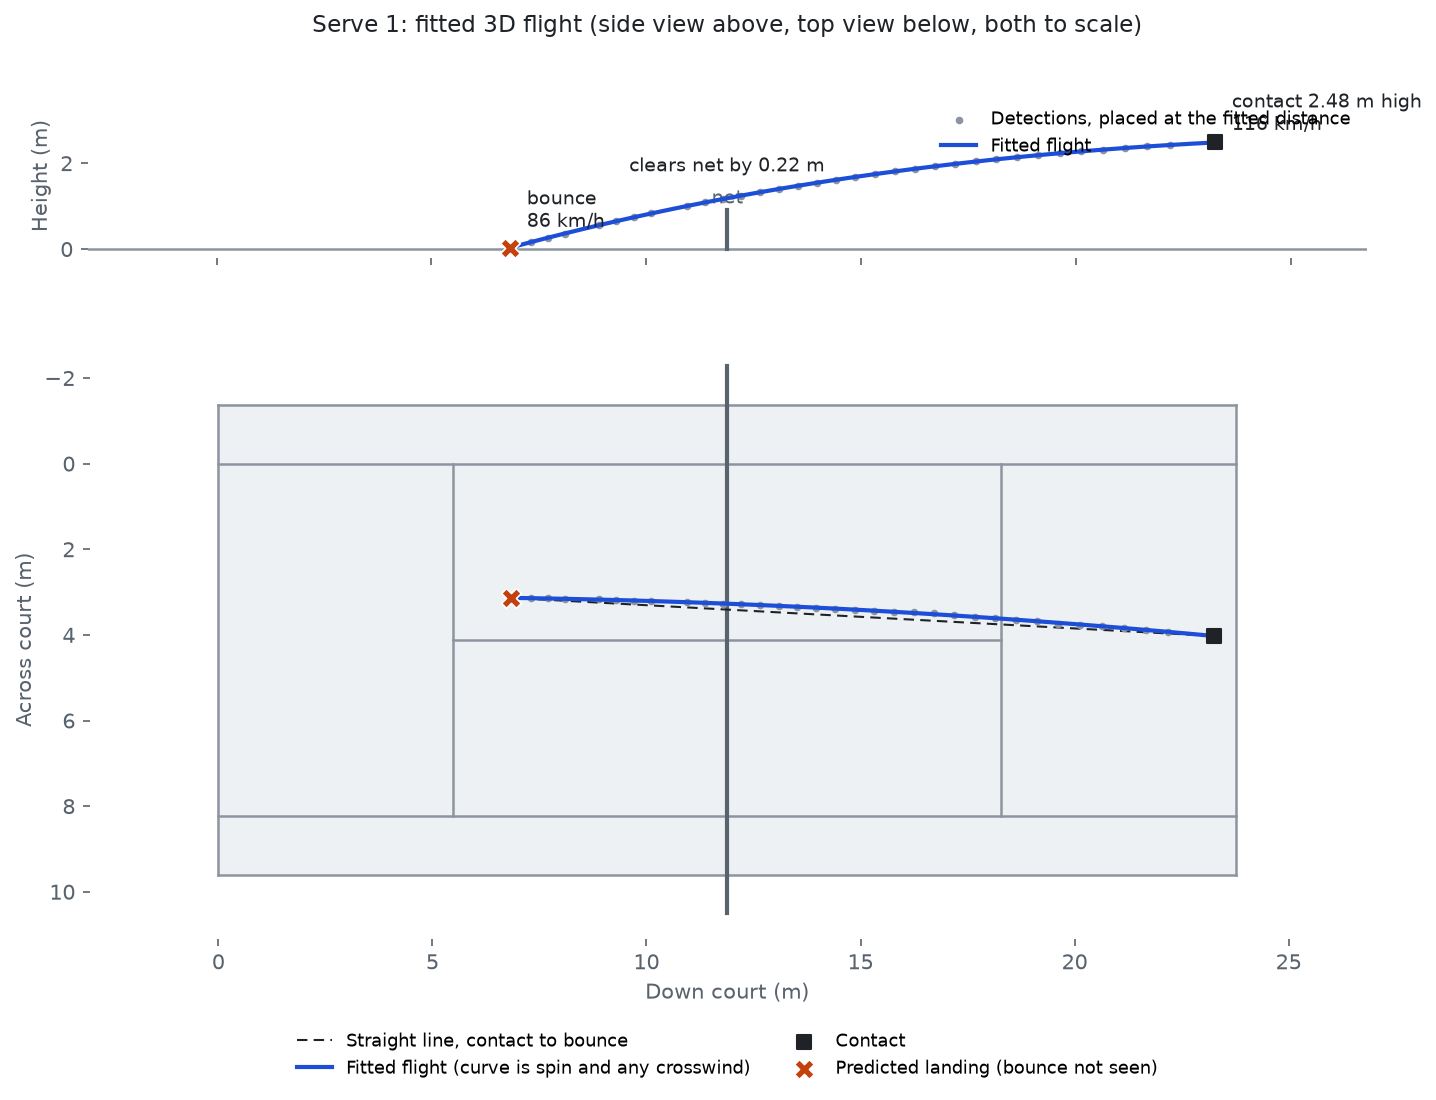 Serve 1: fitted 3D flight (side view above, top view below, both to scale)
contact 2.48 m high
116 km/h
Detections, placed at the fitted distance
Fitted flight
clears net by 0.22 m
net
bounce
86 km/h
Height (m)
2
0
−2
0
2
4
6
8
10
Across court (m)
0
5
10
15
20
25
Down court (m)
Straight line, contact to bounce
Fitted flight (curve is spin and any crosswind)
Contact
Predicted landing (bounce not seen)